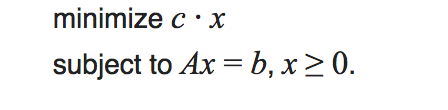 minimize c · x
subject to Ax = b, x ≥ 0.